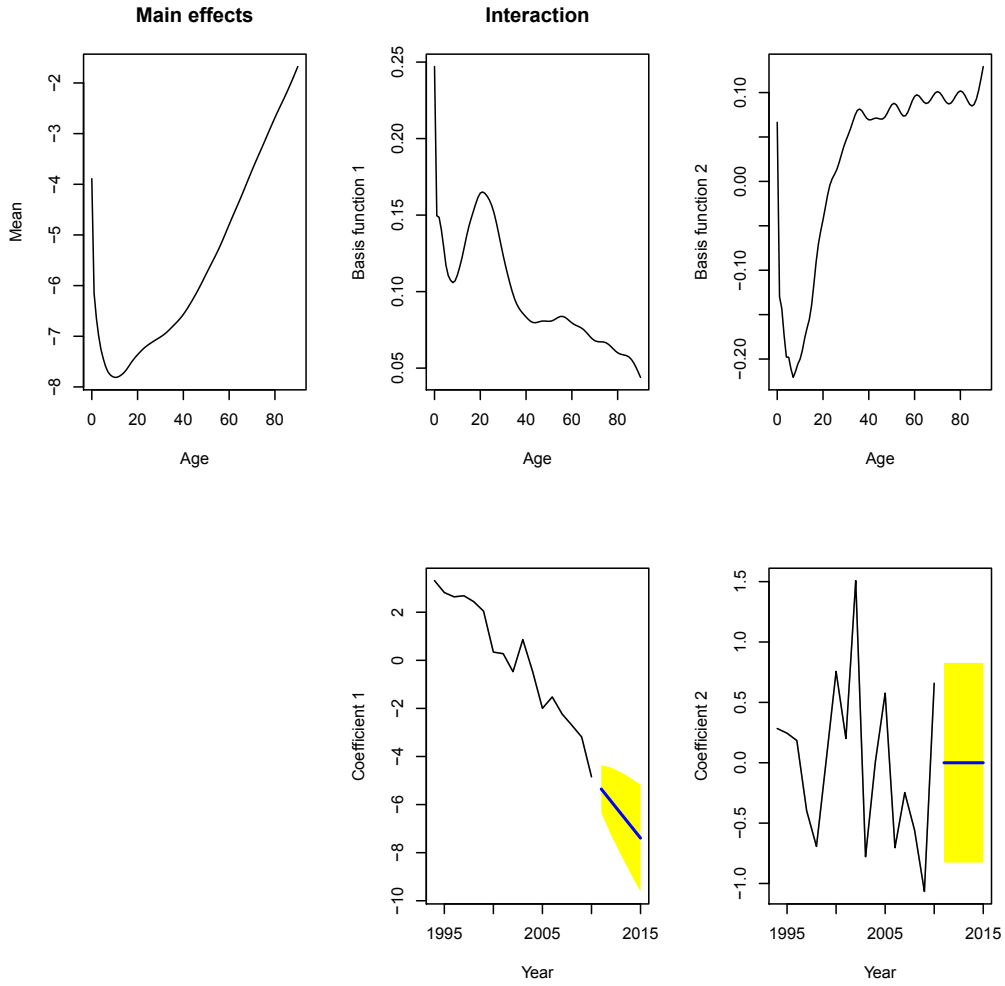 Main effects
Interaction
Mean
−2
−3
−4
−5
−6
−7
−8
0 20 40 60 80
Age
Basis function 1
0.25
0.20
0.15
0.10
0.05
0 20 40 60 80
Age
Basis function 2
0.10
0.00
−0.10
−0.20
0 20 40 60 80
Age
Coefficient 1
2
0
−2
−4
−6
−8
−10
1995 2005 2015
Year
Coefficient 2
1.5
1.0
0.5
0.0
−0.5
−1.0
1995 2005 2015
Year